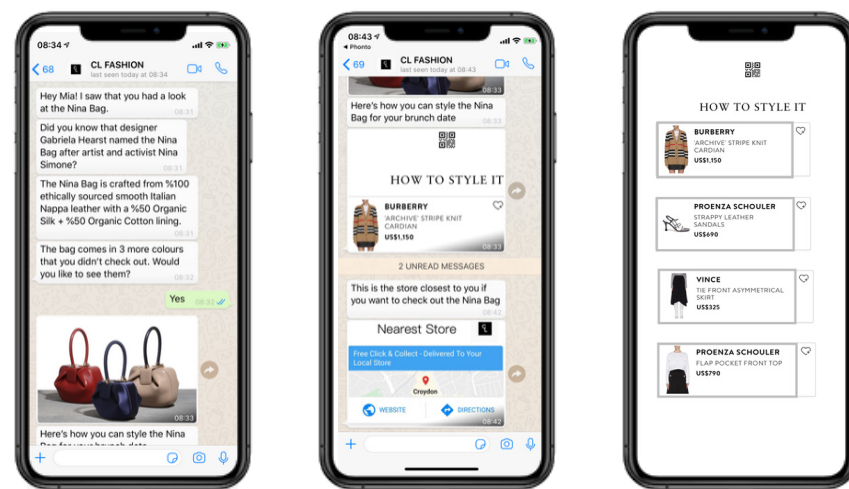 08:34
68
CL FASHION
last seen today at 08:34
Hey Mia! I saw that you had a look
at the Nina Bag.
08:31
Did you know that designer
Gabriela Hearst named the Nina
Bag after artist and activist Nina
Simone?
08:31
The Nina Bag is crafted from %100
ethically sourced smooth Italian
Nappa leather with a %50 Organic
Silk + %50 Organic Cotton lining.
08:31
The bag comes in 3 more colours
that you didn't check out. Would
you like to see them?
08:32
Yes
08:32
08:33
Here's how you can style the Nina
Bag for your brunch date
08:43
Phonto
69
CL FASHION
last seen today at 08:43
08:33
Here's how you can style the Nina
Bag for your brunch date
08:33
HOW TO STYLE IT
BURBERRY
'ARCHIVE' STRIPE KNIT
CARDIAN
US$1,150
08:33
2 UNREAD MESSAGES
This is the store closest to you if
you want to check out the Nina Bag
08:42
Nearest Store
Free Click & Collect - Delivered To Your
Local Store
Croydon
WEBSITE
DIRECTIONS
08:42
HOW TO STYLE IT
BURBERRY
'ARCHIVE' STRIPE KNIT
CARDIAN
US$1,150
PROENZA SCHOULER
STRAPPY LEATHER
SANDALS
US$690
VINCE
TIE FRONT ASYMMETRICAL
SKIRT
US$325
PROENZA SCHOULER
FLAP POCKET FRONT TOP
US$790